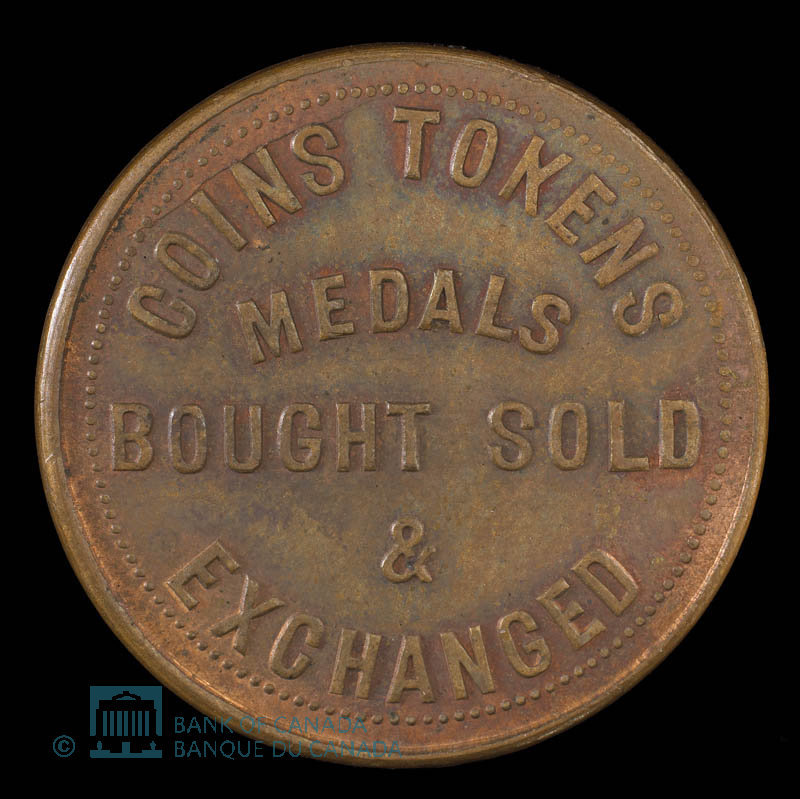 COINS TOKENS
MEDALS
BOUGHT SOLD
&
EXCHANGED
© BANK OF CANADA
BANQUE DU CANADA